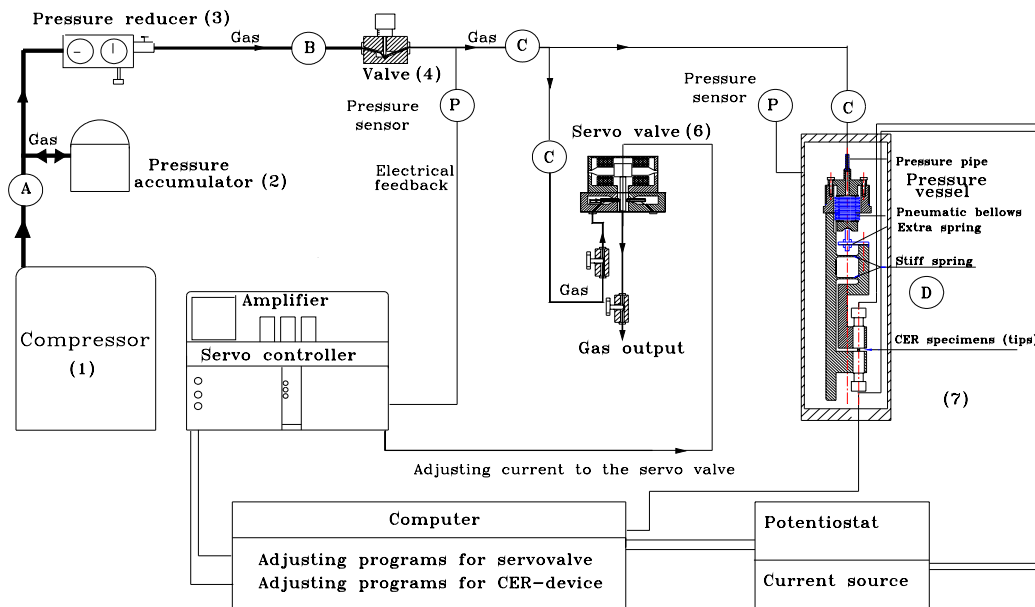 Pressure reducer (3)
Gas
B
Valve (4)
Gas
C
P
Pressure
sensor
Electrical
feedback
Gas
Pressure
accumulator (2)
A
Compressor
(1)
C
Servo valve (6)
Gas
Gas output
Pressure
sensor
P
C
Pressure pipe
Pressure
vessel
Pneumatic bellows
Extra spring
Stiff spring
D
CER specimens (tips)
(7)
Amplifier
Servo controller
Adjusting current to the servo valve
Computer
Adjusting programs for servovalve
Adjusting programs for CER-device
Potentiostat
Current source